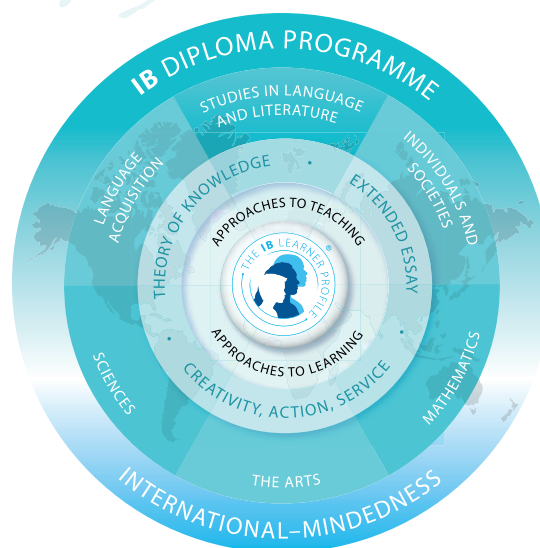 IB DIPLOMA PROGRAMME
STUDIES IN LANGUAGE
AND LITERATURE
LANGUAGE
ACQUISITION
INDIVIDUALS AND
SOCIETIES
THEORY OF KNOWLEDGE
EXTENDED ESSAY
APPROACHES TO TEACHING
THE IB LEARNER PROFILE
®
APPROACHES TO LEARNING
CREATIVITY, ACTION, SERVICE
SCIENCES
MATHEMATICS
THE ARTS
INTERNATIONAL–MINDEDNESS